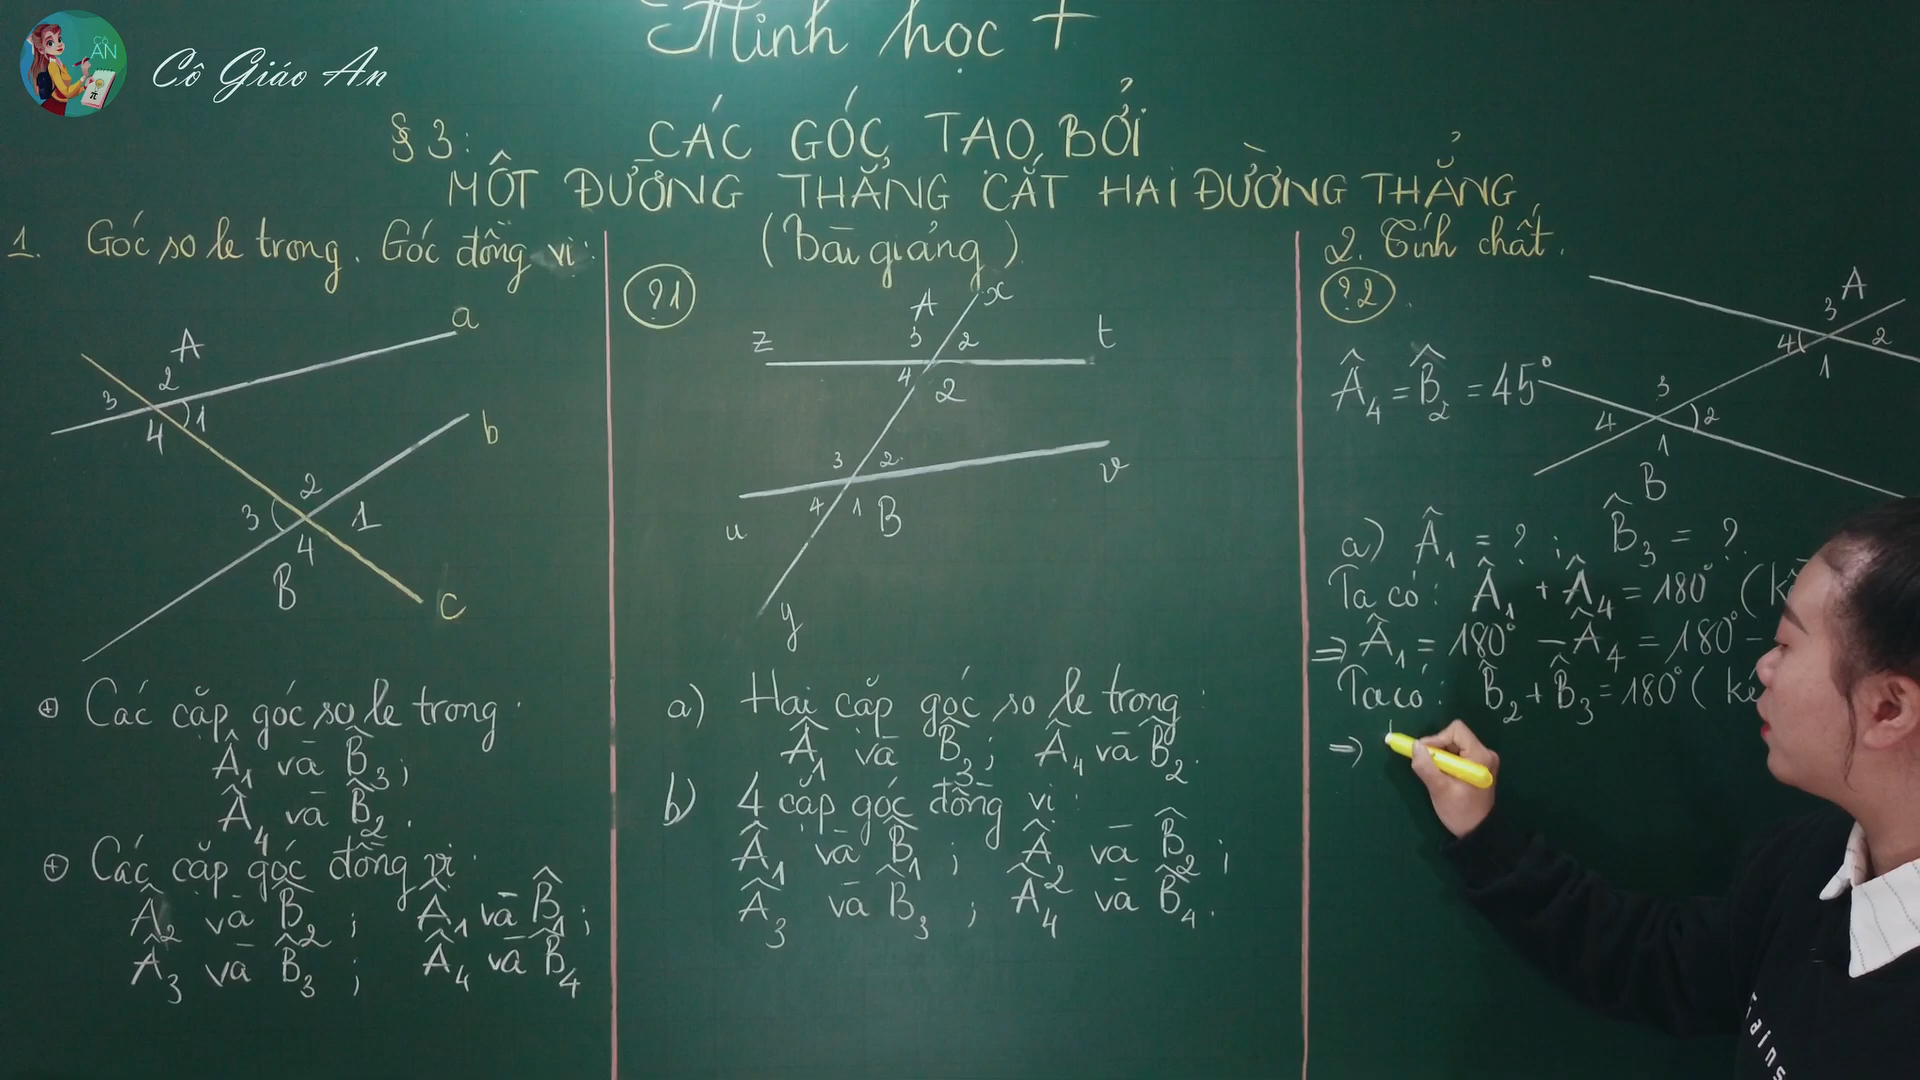 CÔ AN
Cô Giáo An
Hình học 7
§3: CÁC GÓC TẠO BỞI
MỘT ĐƯỜNG THẲNG CẮT HAI ĐƯỜNG THẲNG
(Bài giảng)
1. Góc so le trong. Góc đồng vị:
A a
3 2 1 4
b
3 2 1 4
B c
⊕ Các cặp góc so le trong:
Â₁ và B̂₃;
Â₄ và B̂₂.
⊕ Các cặp góc đồng vị:
Â₂ và B̂₂; Â₁ và B̂₁;
Â₃ và B̂₃; Â₄ và B̂₄
?1
A x
z 3 2 t
4 2
3 2 v
u 4 1 B
y
a) Hai cặp góc so le trong:
Â₁ và B̂₃; Â₄ và B̂₂.
b) 4 cặp góc đồng vị:
Â₁ và B̂₁; Â₂ và B̂₂;
Â₃ và B̂₃; Â₄ và B̂₄.
2. Tính chất.
?2.
A
3 4 2 1
Â₄ = B̂₂ = 45°
3 4 2 1
B
a) Â₁ = ?; B̂₃ = ?
Ta có: Â₁ + Â₄ = 180° (k
⇒ Â₁ = 180° - Â₄ = 180° -
Ta có: B̂₂ + B̂₃ = 180° (kề
⇒